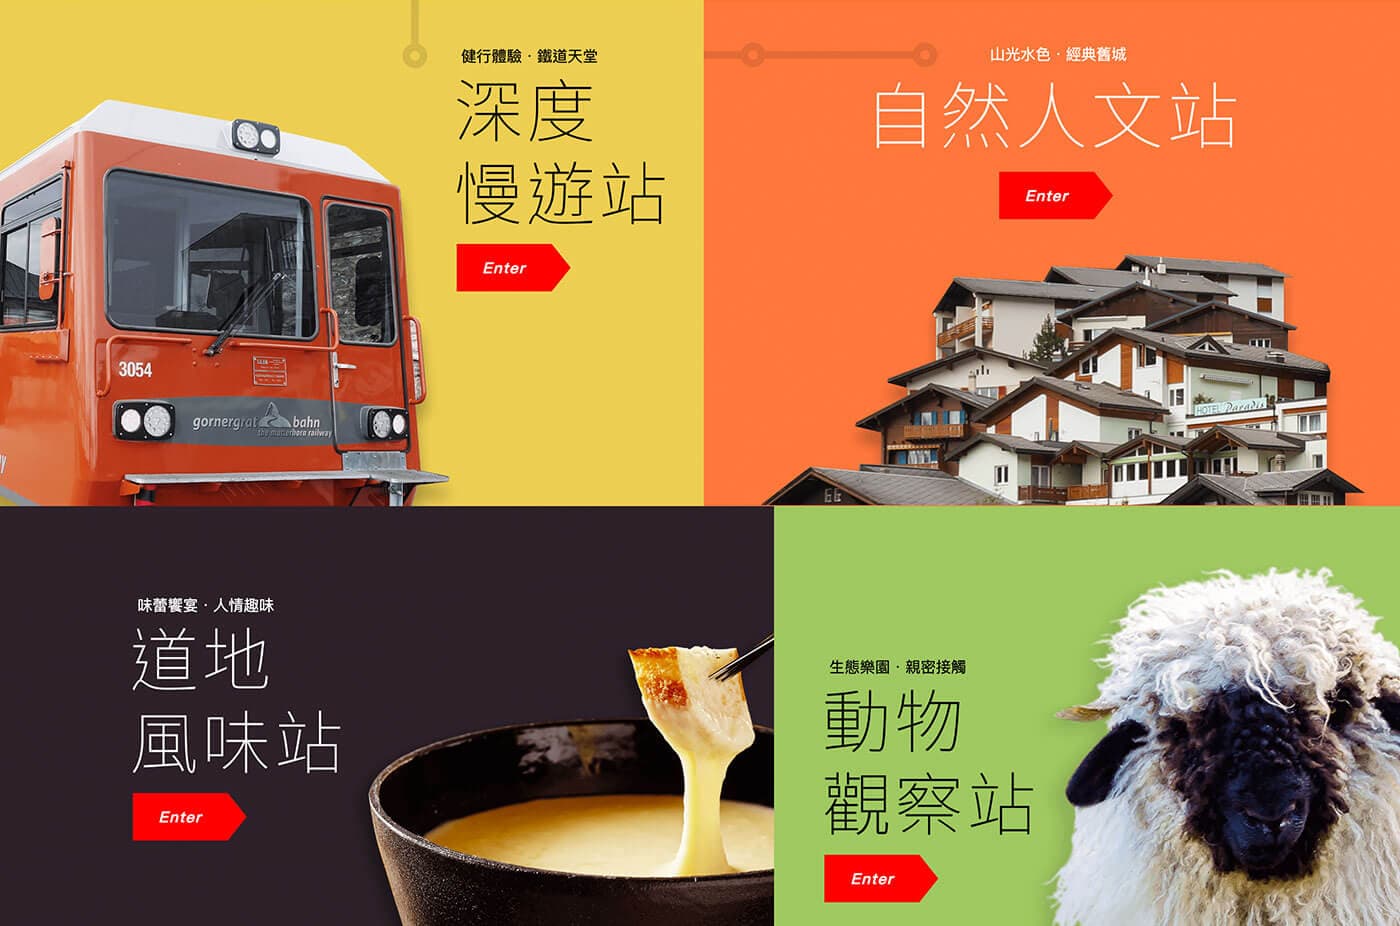 健行體驗 · 鐵道天堂
深度
慢遊站
Enter
3054
gornergrat bahn
the matterhorn railway
山光水色 · 經典舊城
自然人文站
Enter
HOTEL Paradis
味蕾饗宴 · 人情趣味
道地
風味站
Enter
生態樂園 · 親密接觸
動物
觀察站
Enter